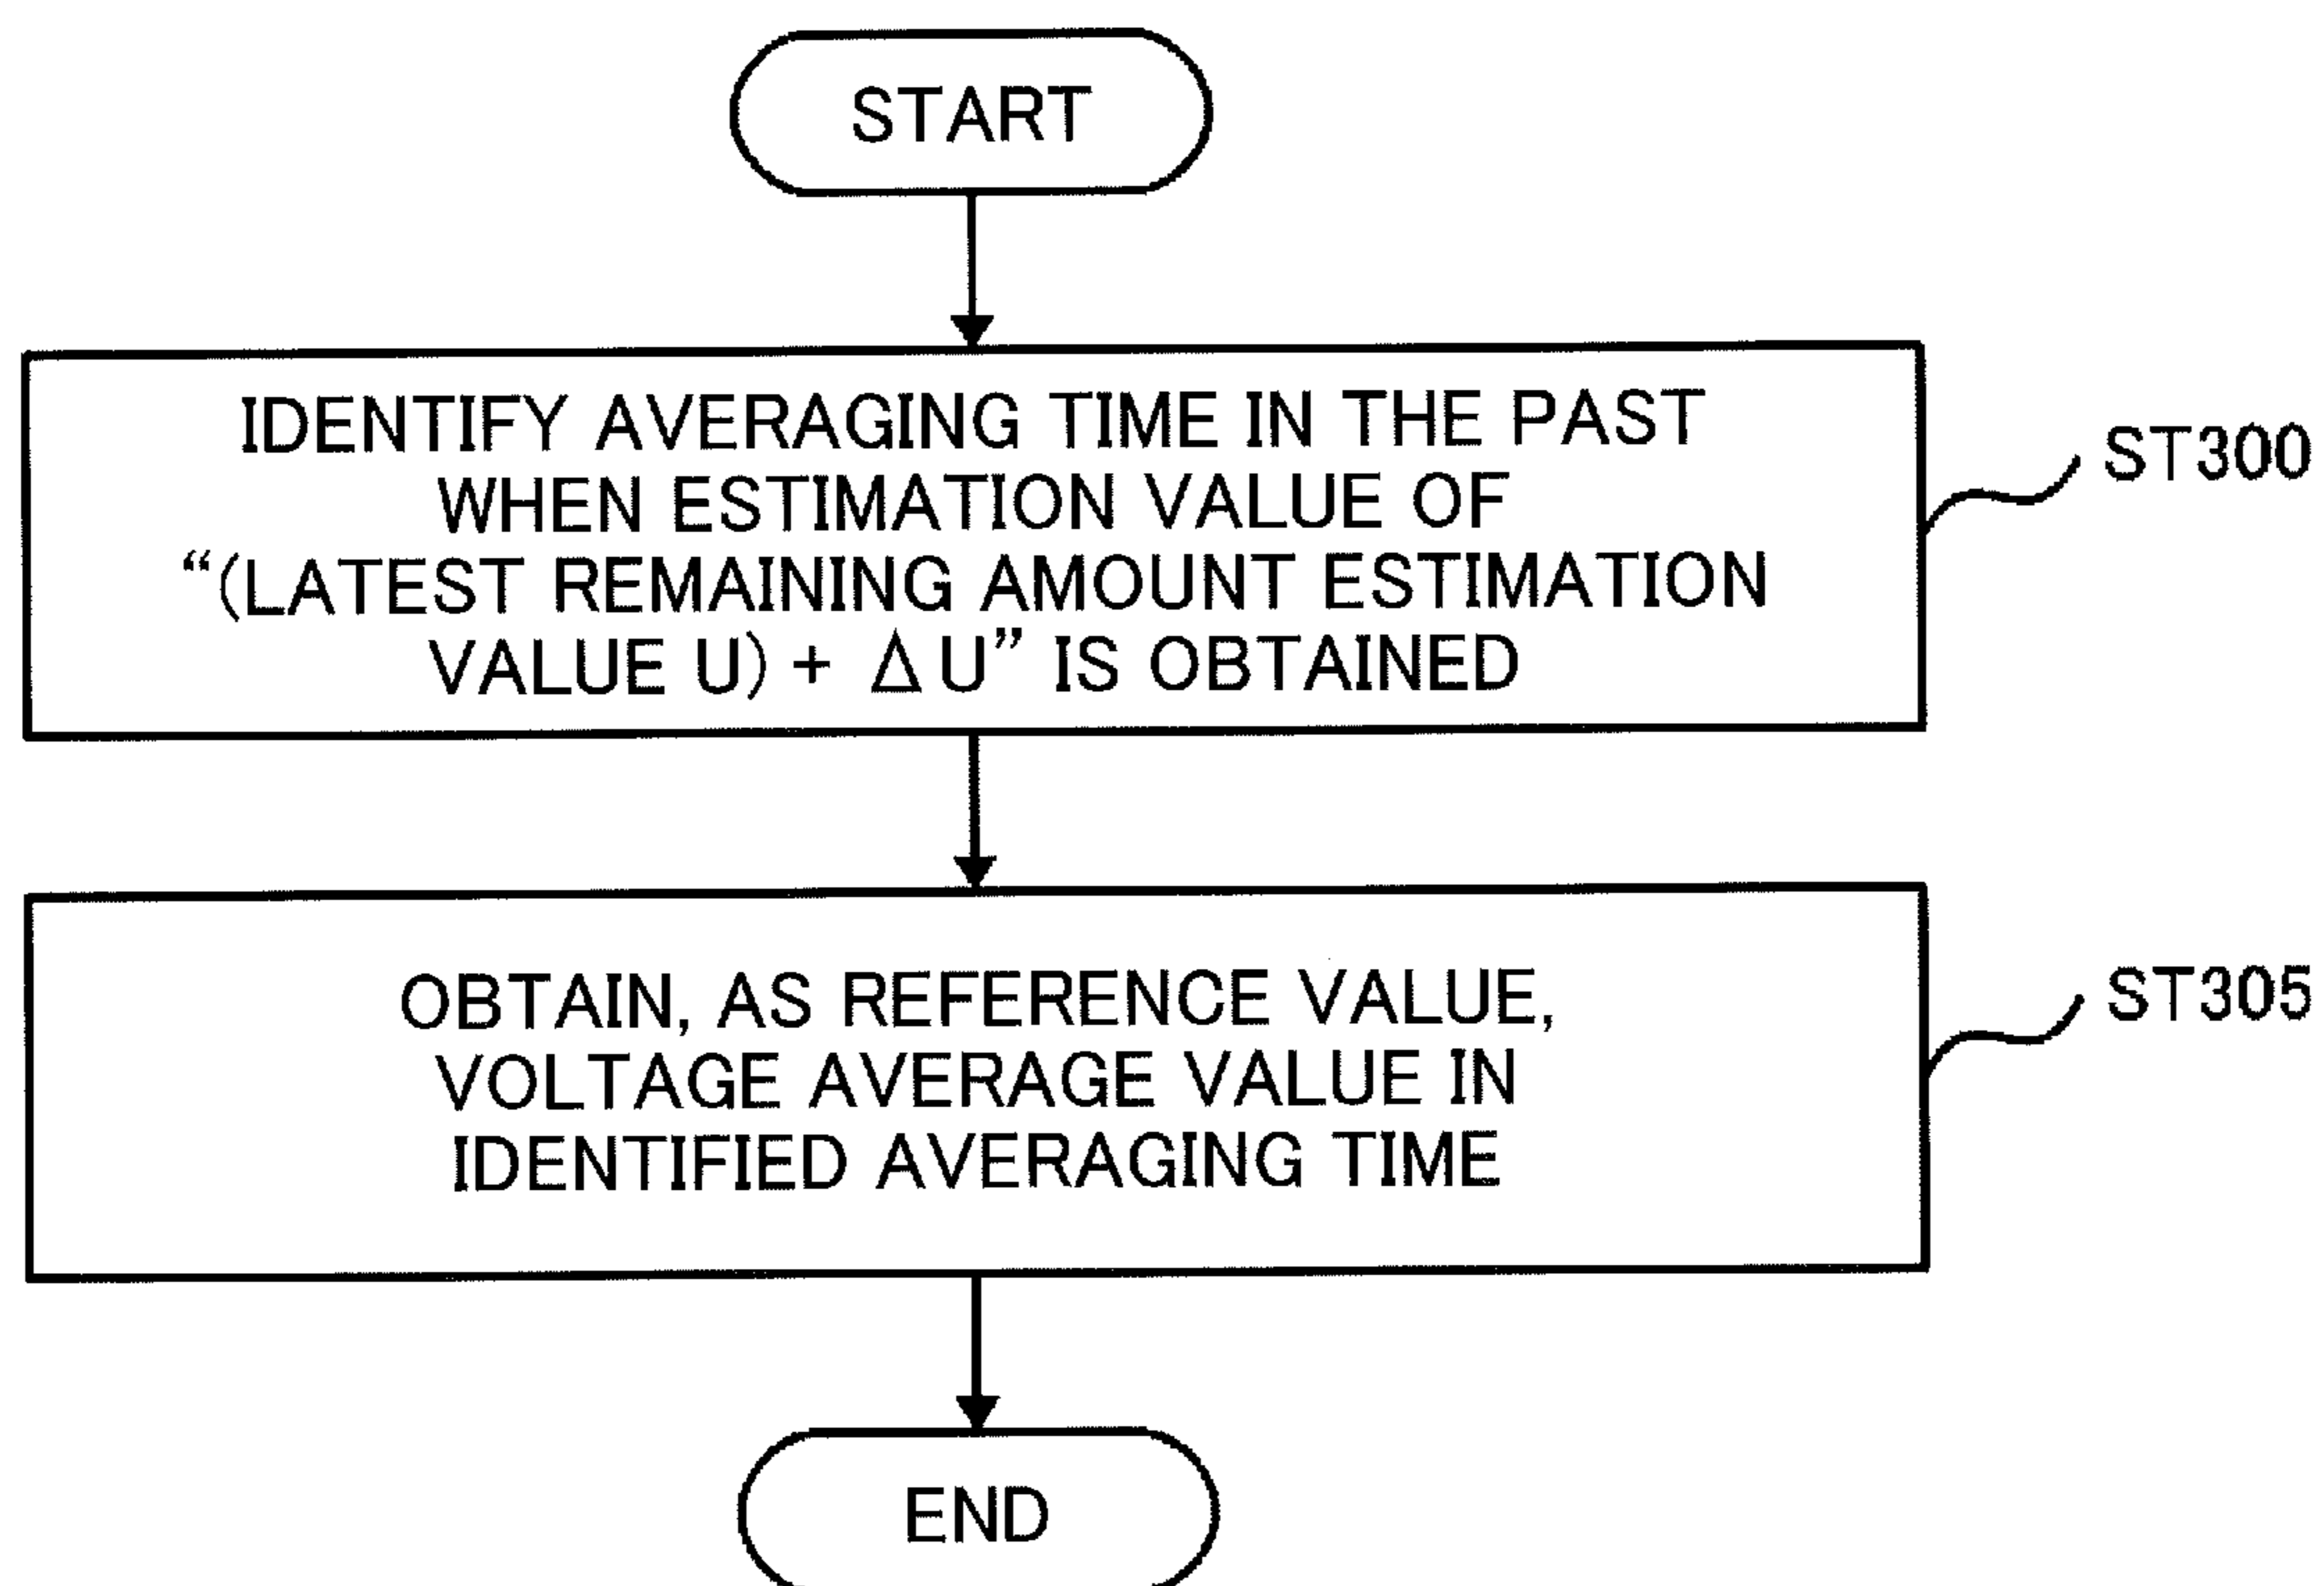 START
IDENTIFY AVERAGING TIME IN THE PAST
WHEN ESTIMATION VALUE OF
“(LATEST REMAINING AMOUNT ESTIMATION
VALUE U) + ΔU” IS OBTAINED
ST300
OBTAIN, AS REFERENCE VALUE,
VOLTAGE AVERAGE VALUE IN
IDENTIFIED AVERAGING TIME
ST305
END